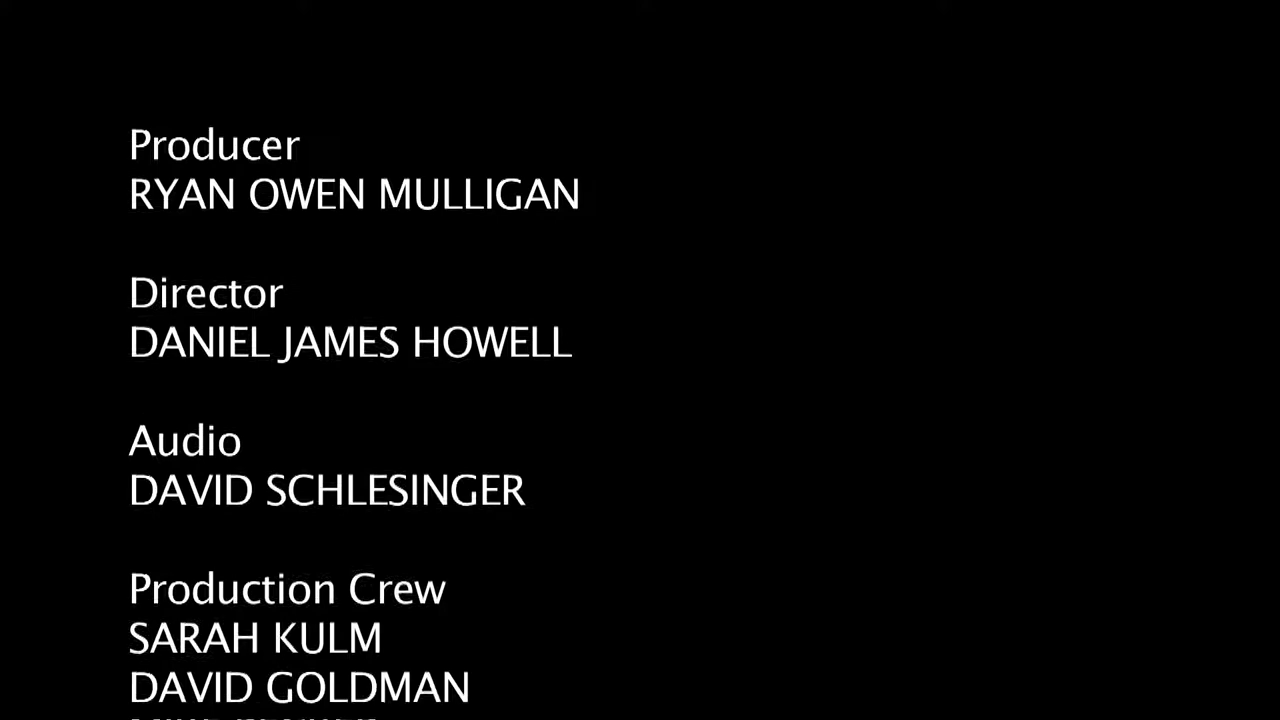 Producer
RYAN OWEN MULLIGAN
Director
DANIEL JAMES HOWELL
Audio
DAVID SCHLESINGER
Production Crew
SARAH KULM
DAVID GOLDMAN